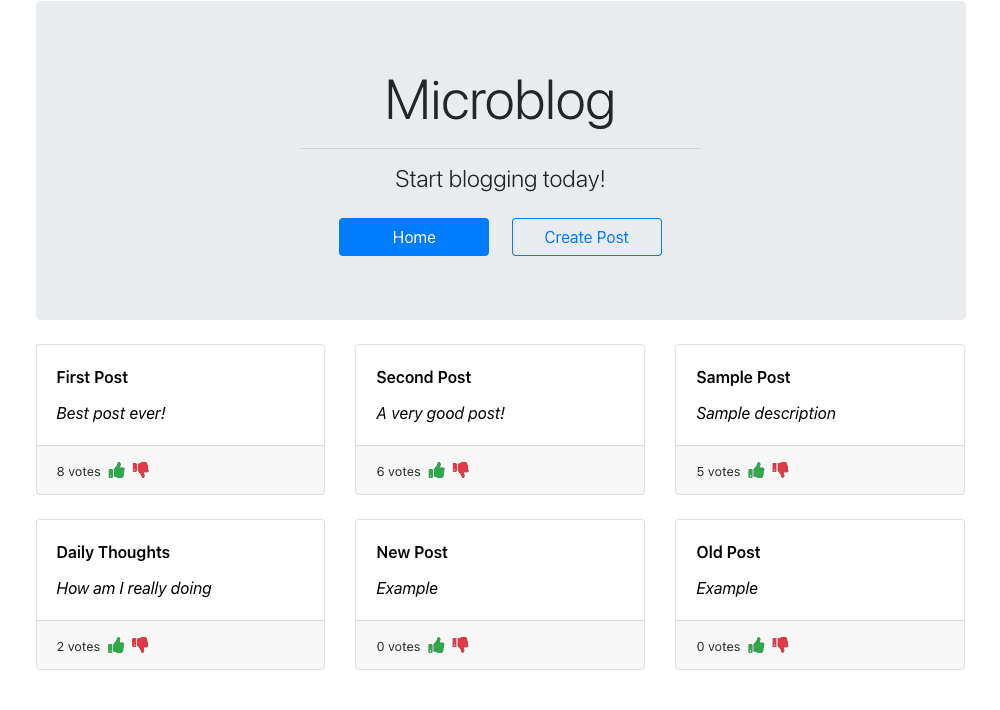 Microblog
Start blogging today!
Home
Create Post
First Post
Best post ever!
8 votes
Second Post
A very good post!
6 votes
Sample Post
Sample description
5 votes
Daily Thoughts
How am I really doing
2 votes
New Post
Example
0 votes
Old Post
Example
0 votes